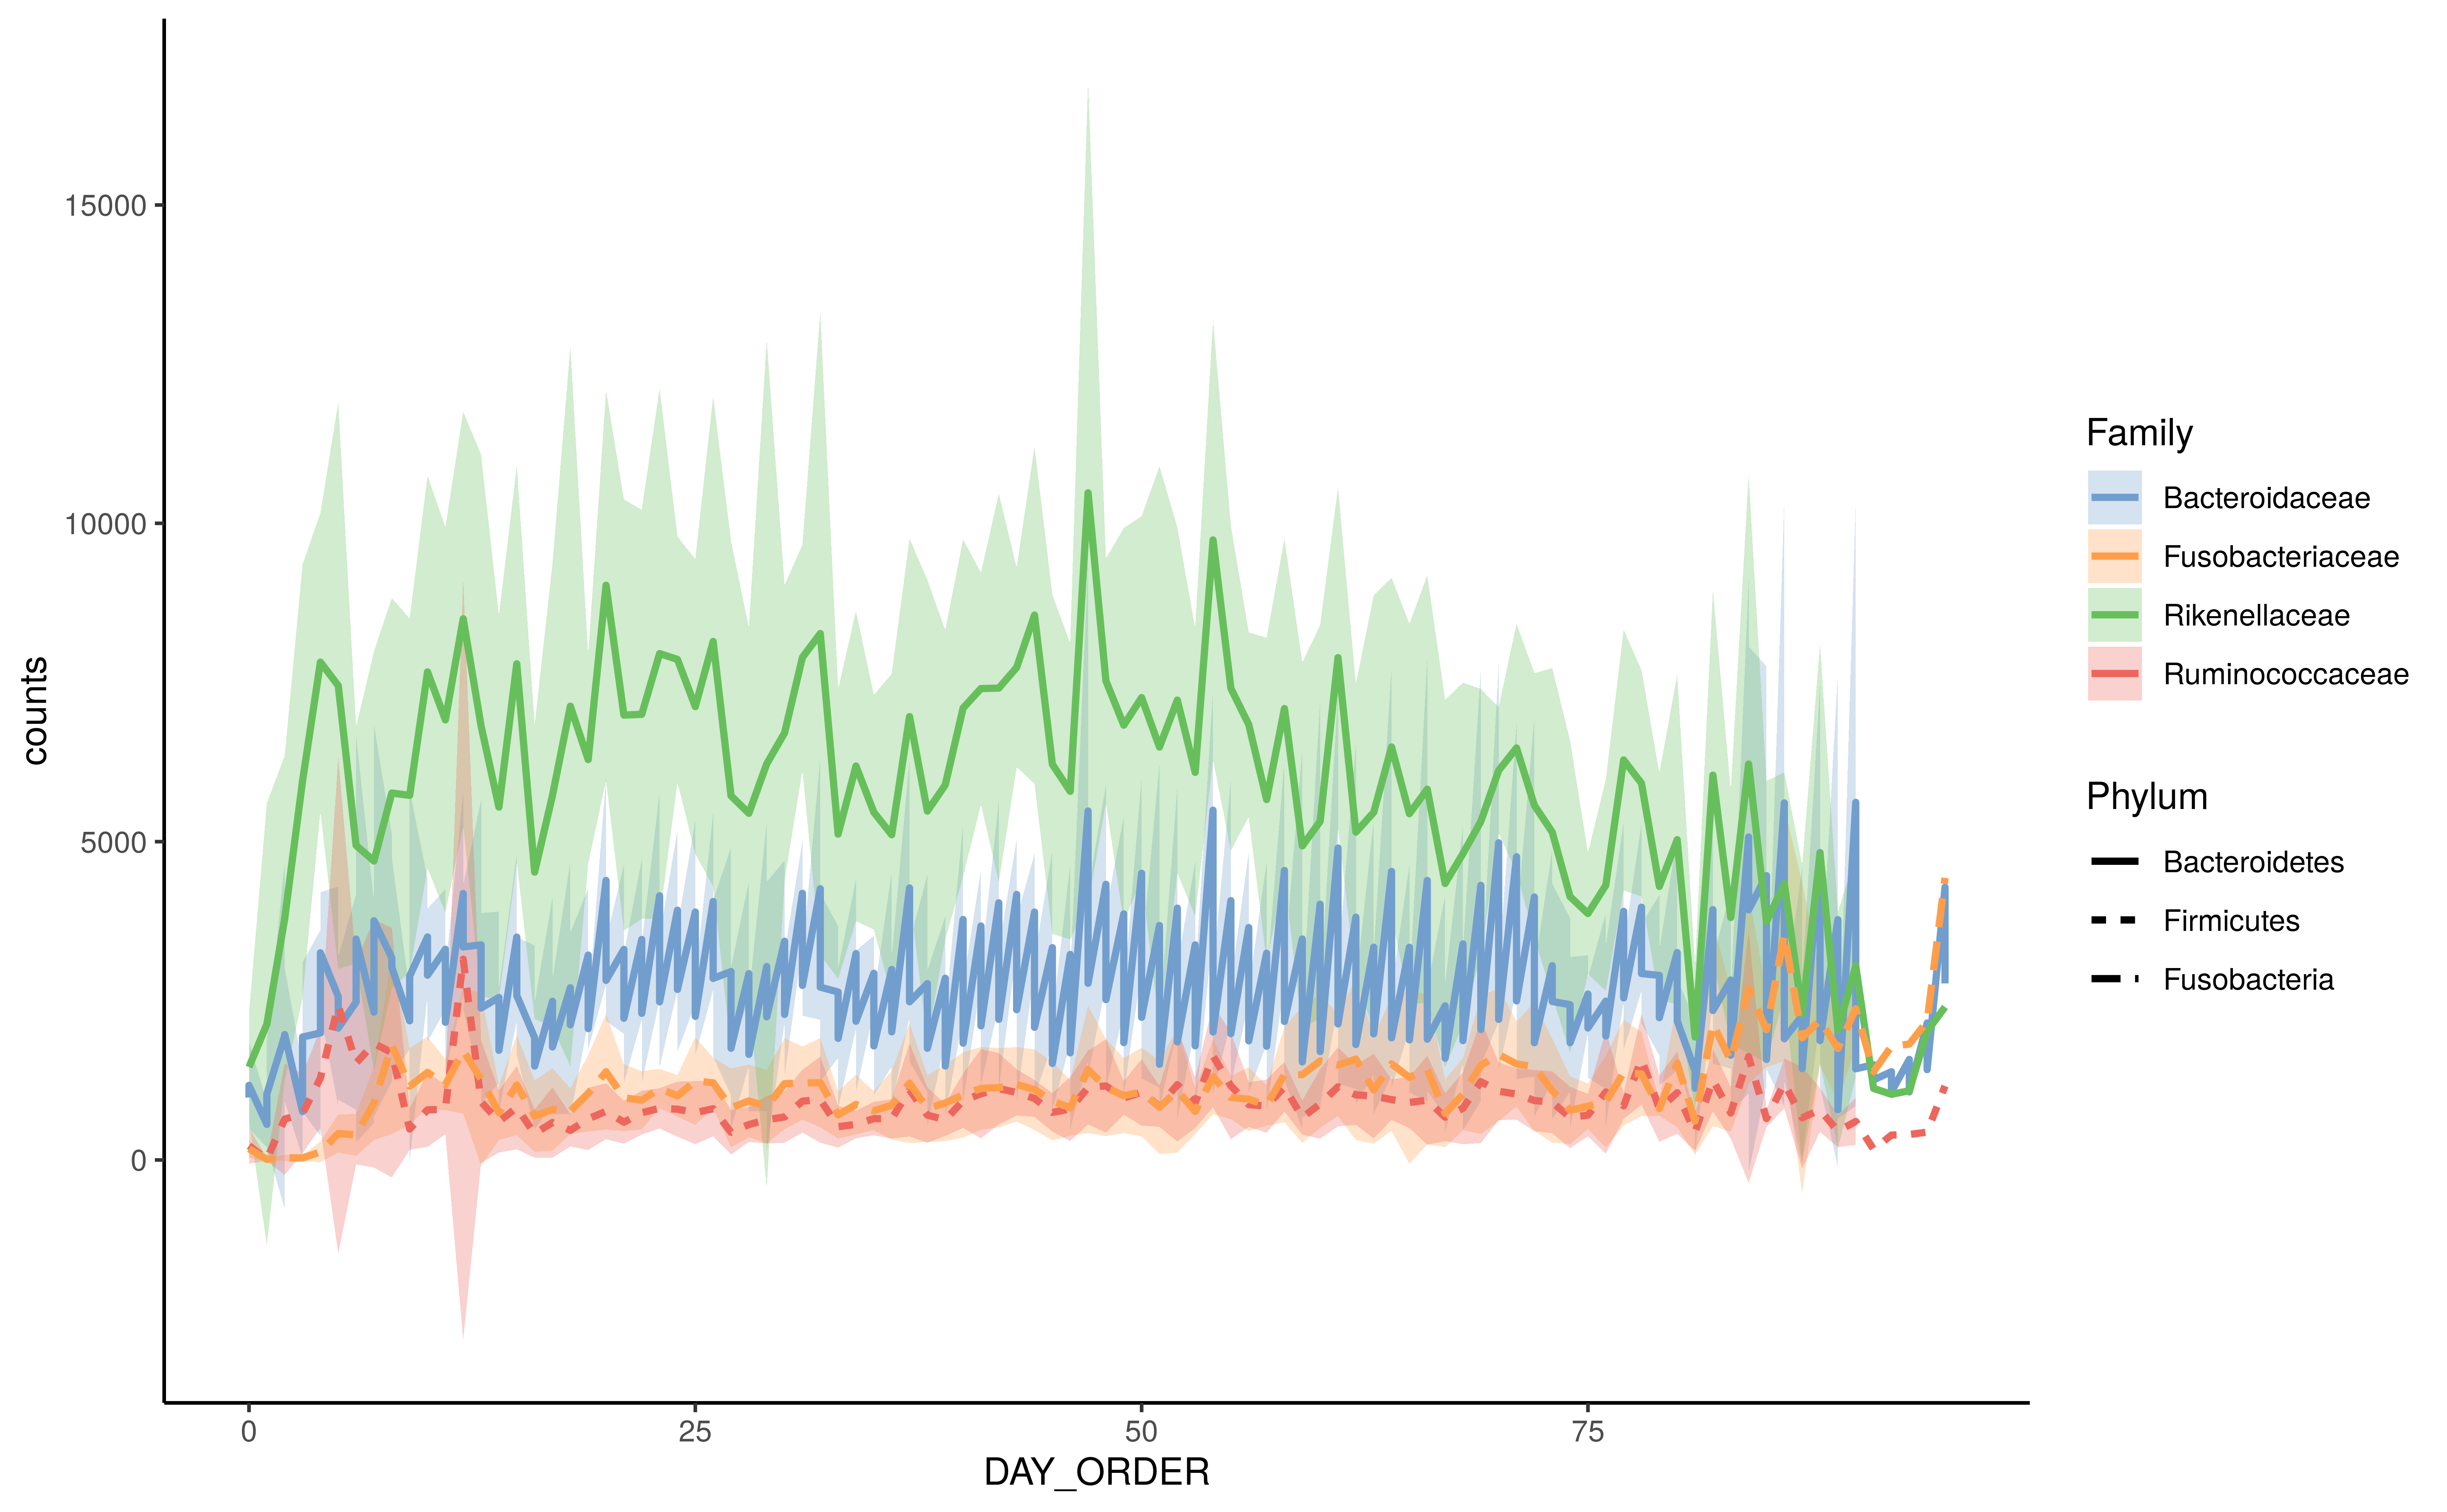 counts
15000
10000
5000
0
0
25
50
75
DAY_ORDER
Family
Bacteroidaceae
Fusobacteriaceae
Rikenellaceae
Ruminococcaceae
Phylum
Bacteroidetes
Firmicutes
Fusobacteria